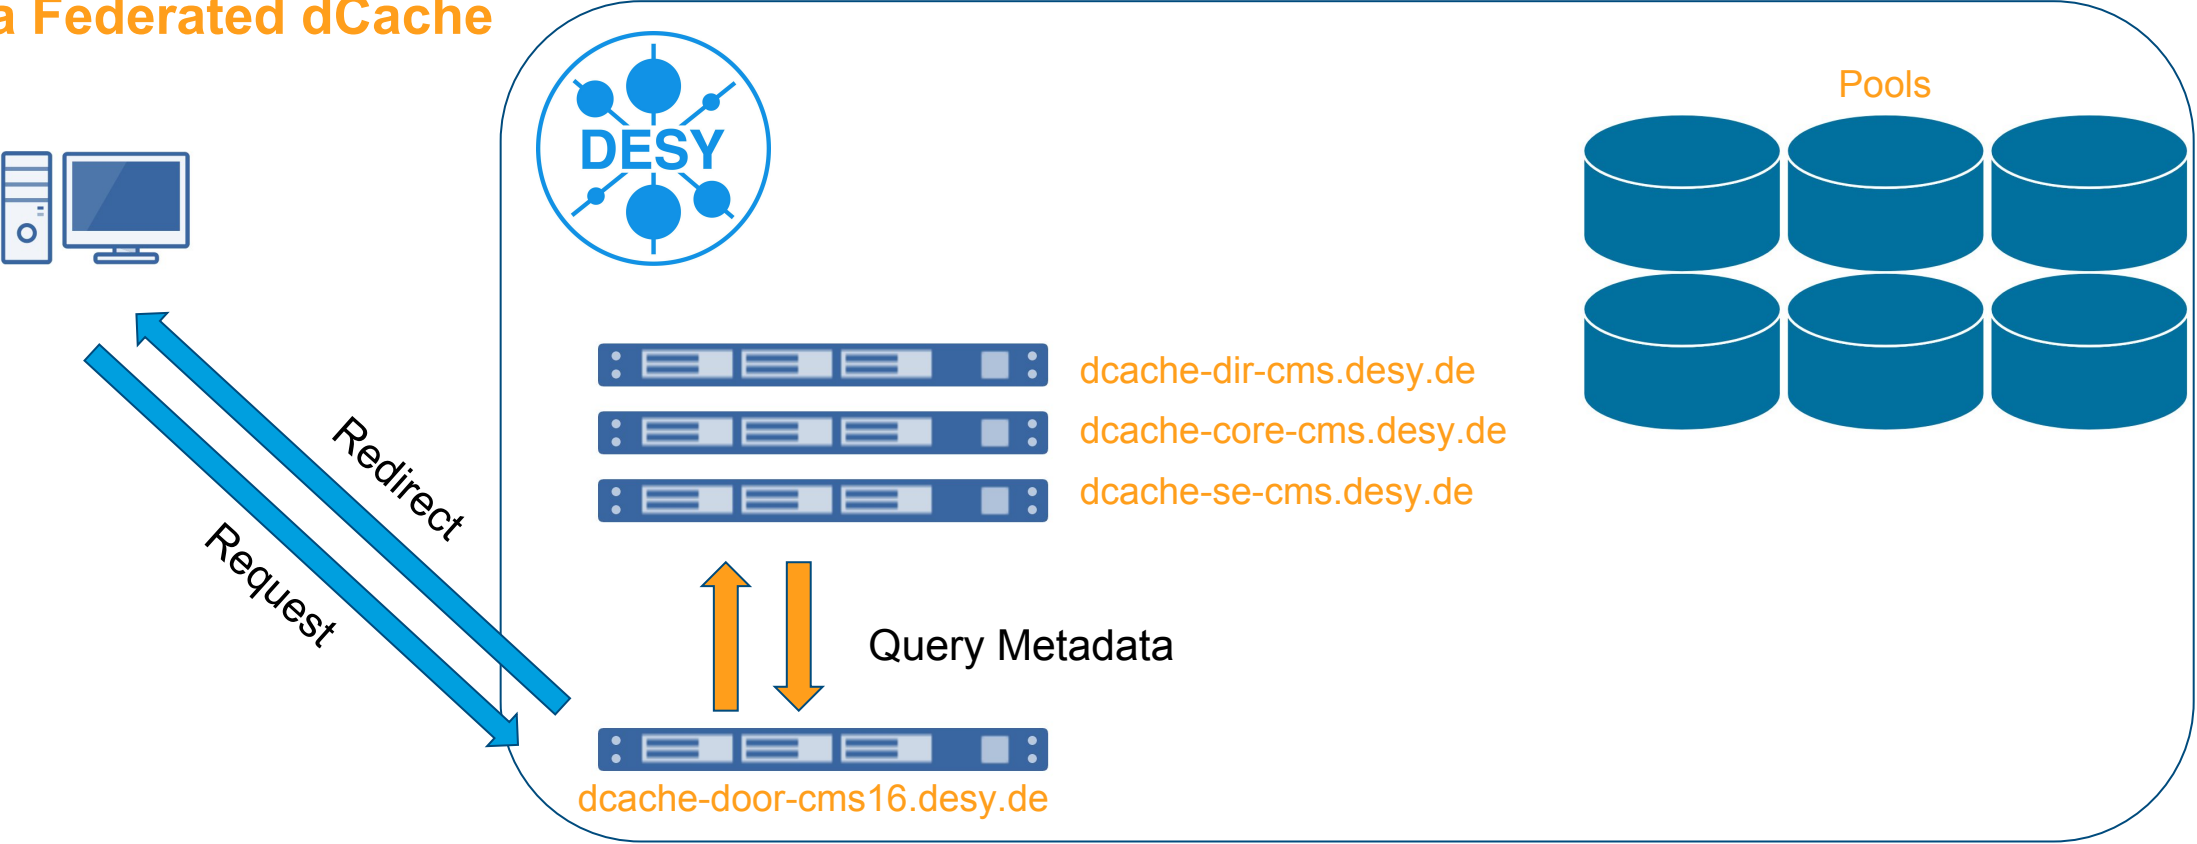 a Federated dCache
DESY
Pools
dcache-dir-cms.desy.de
dcache-core-cms.desy.de
dcache-se-cms.desy.de
Redirect
Request
Query Metadata
dcache-door-cms16.desy.de